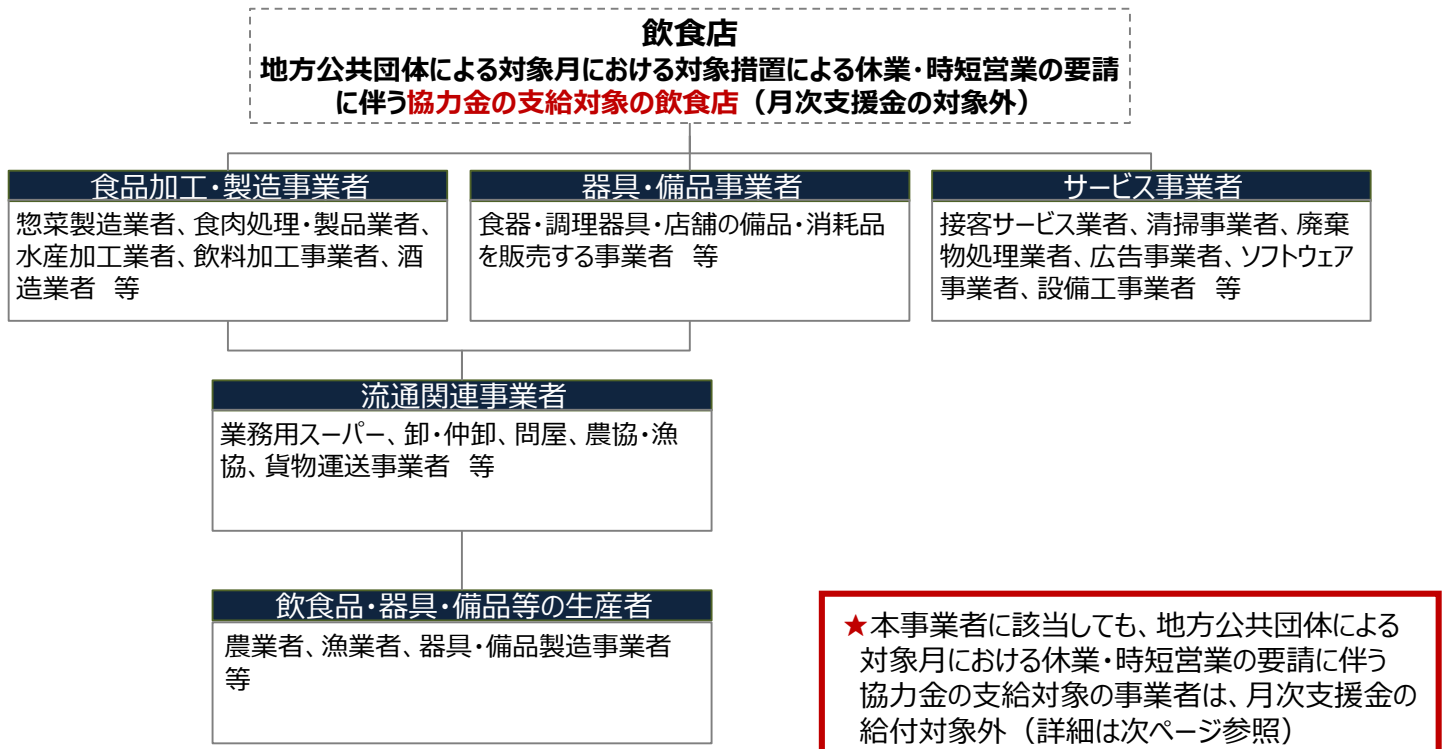 飲食店
地方公共団体による対象月における対象措置による休業・時短営業の要請
に伴う協力金の支給対象の飲食店（月次支援金の対象外）
食品加工・製造事業者
惣菜製造業者、食肉処理・製品業者、
水産加工業者、飲料加工事業者、酒
造業者　等
器具・備品事業者
食器・調理器具・店舗の備品・消耗品
を販売する事業者　等
サービス事業者
接客サービス業者、清掃事業者、廃棄
物処理業者、広告事業者、ソフトウェア
事業者、設備工事業者　等
流通関連事業者
業務用スーパー、卸・仲卸、問屋、農協・漁
協、貨物運送事業者　等
飲食品・器具・備品等の生産者
農業者、漁業者、器具・備品製造事業者
等
★本事業者に該当しても、地方公共団体による
対象月における休業・時短営業の要請に伴う
協力金の支給対象の事業者は、月次支援金の
給付対象外（詳細は次ページ参照）